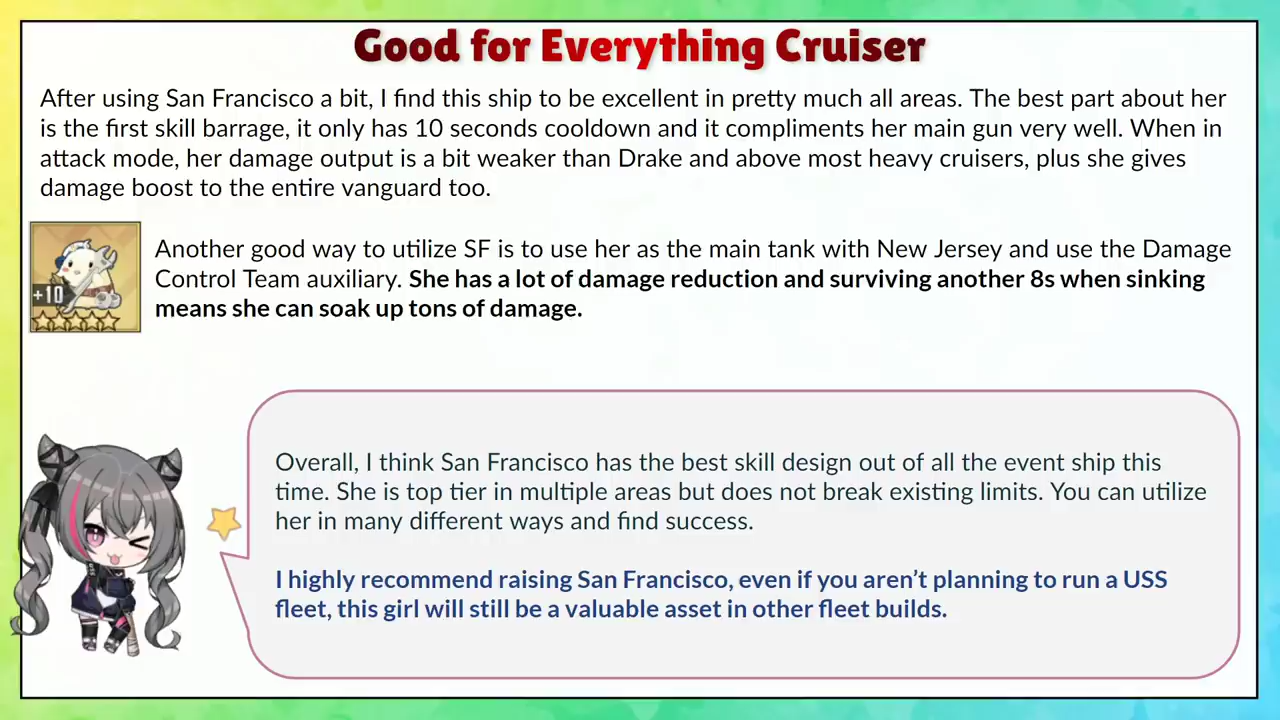 Good for Everything Cruiser
After using San Francisco a bit, I find this ship to be excellent in pretty much all areas. The best part about her
is the first skill barrage, it only has 10 seconds cooldown and it compliments her main gun very well. When in
attack mode, her damage output is a bit weaker than Drake and above most heavy cruisers, plus she gives
damage boost to the entire vanguard too.
Another good way to utilize SF is to use her as the main tank with New Jersey and use the Damage
Control Team auxiliary. She has a lot of damage reduction and surviving another 8s when sinking
means she can soak up tons of damage.
+10
Overall, I think San Francisco has the best skill design out of all the event ship this
time. She is top tier in multiple areas but does not break existing limits. You can utilize
her in many different ways and find success.
I highly recommend raising San Francisco, even if you aren’t planning to run a USS
fleet, this girl will still be a valuable asset in other fleet builds.